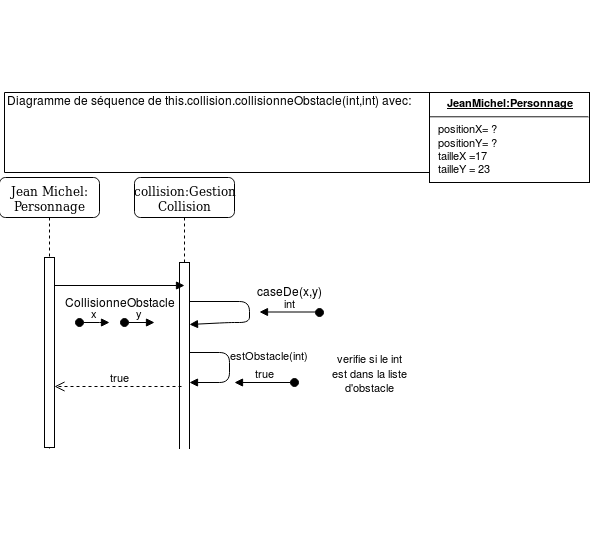 Diagramme de séquence de this.collision.collisionneObstacle(int,int) avec:
JeanMichel:Personnage
positionX= ?
positionY= ?
tailleX =17
tailleY = 23
Jean Michel:
Personnage
collision:Gestion
Collision
CollisionneObstacle
x
y
caseDe(x,y)
int
estObstacle(int)
true
verifie si le int
est dans la liste
d'obstacle
true